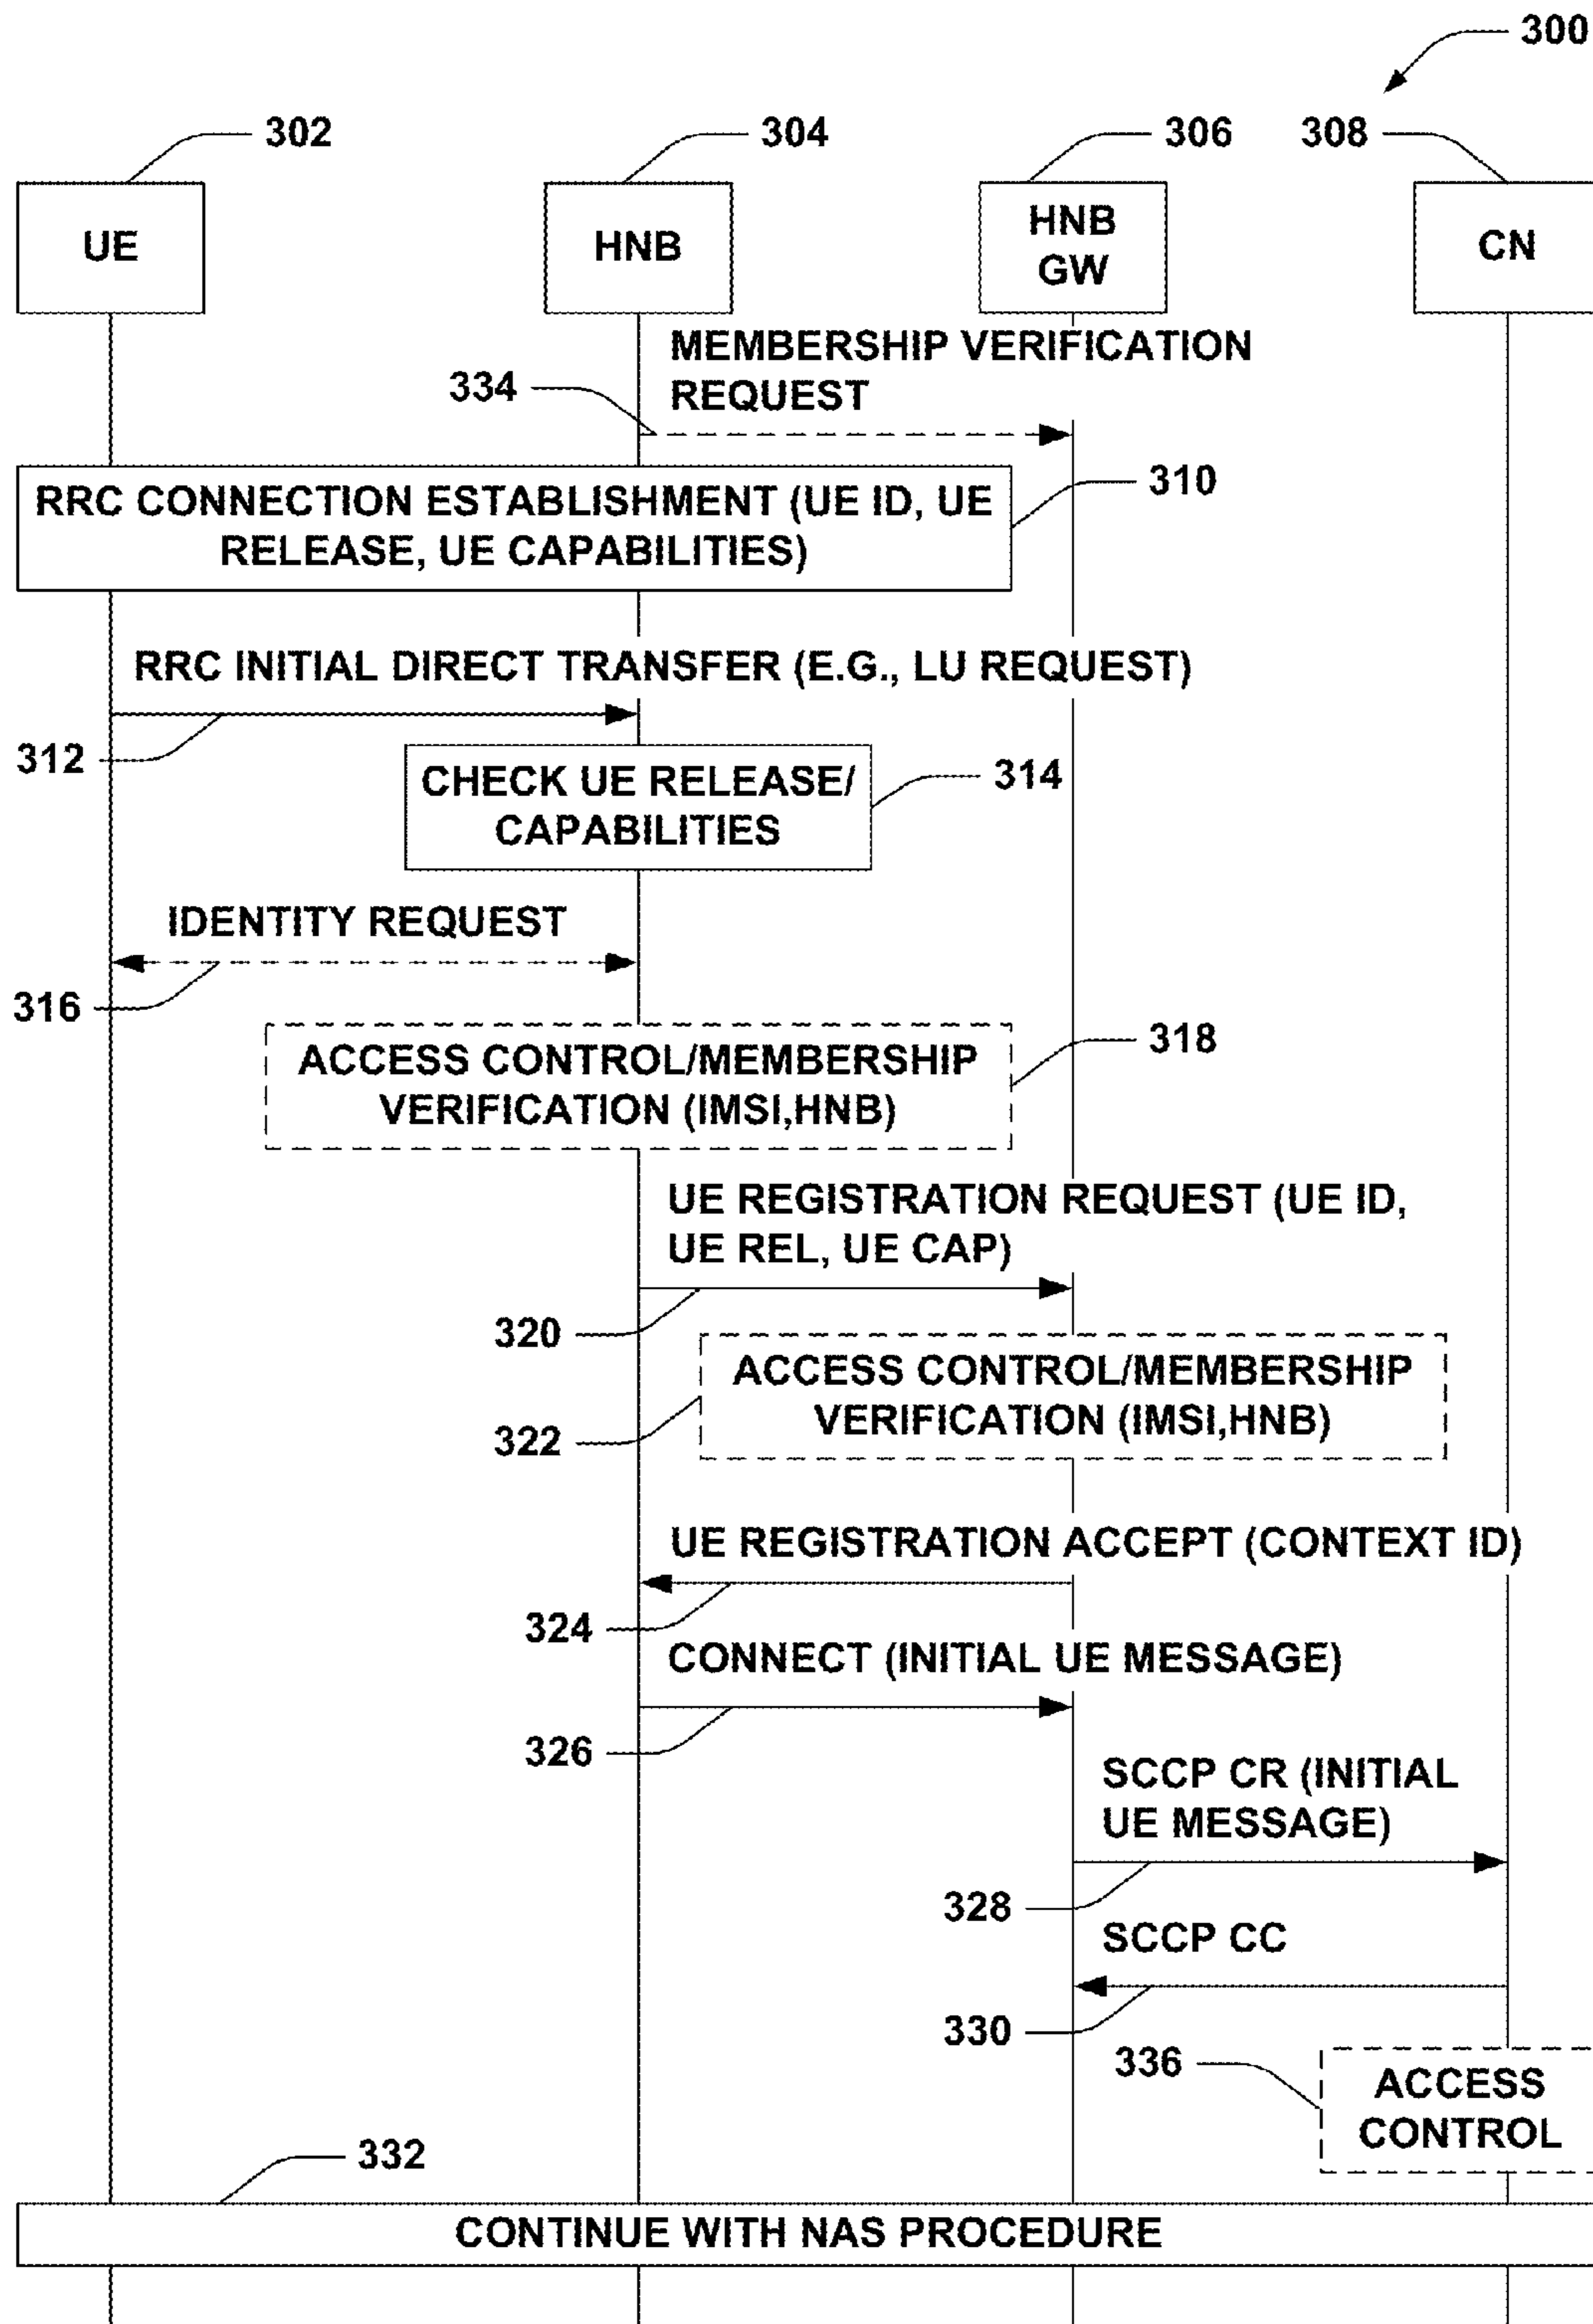 300
302
304
306
308
UE
HNB
HNB
GW
CN
MEMBERSHIP VERIFICATION
REQUEST
334
RRC CONNECTION ESTABLISHMENT (UE ID, UE
RELEASE, UE CAPABILITIES)
310
RRC INITIAL DIRECT TRANSFER (E.G., LU REQUEST)
312
CHECK UE RELEASE/
CAPABILITIES
314
IDENTITY REQUEST
316
ACCESS CONTROL/MEMBERSHIP
VERIFICATION (IMSI,HNB)
318
UE REGISTRATION REQUEST (UE ID,
UE REL, UE CAP)
320
ACCESS CONTROL/MEMBERSHIP
VERIFICATION (IMSI,HNB)
322
UE REGISTRATION ACCEPT (CONTEXT ID)
324
CONNECT (INITIAL UE MESSAGE)
326
SCCP CR (INITIAL
UE MESSAGE)
328
SCCP CC
330
336
ACCESS
CONTROL
332
CONTINUE WITH NAS PROCEDURE